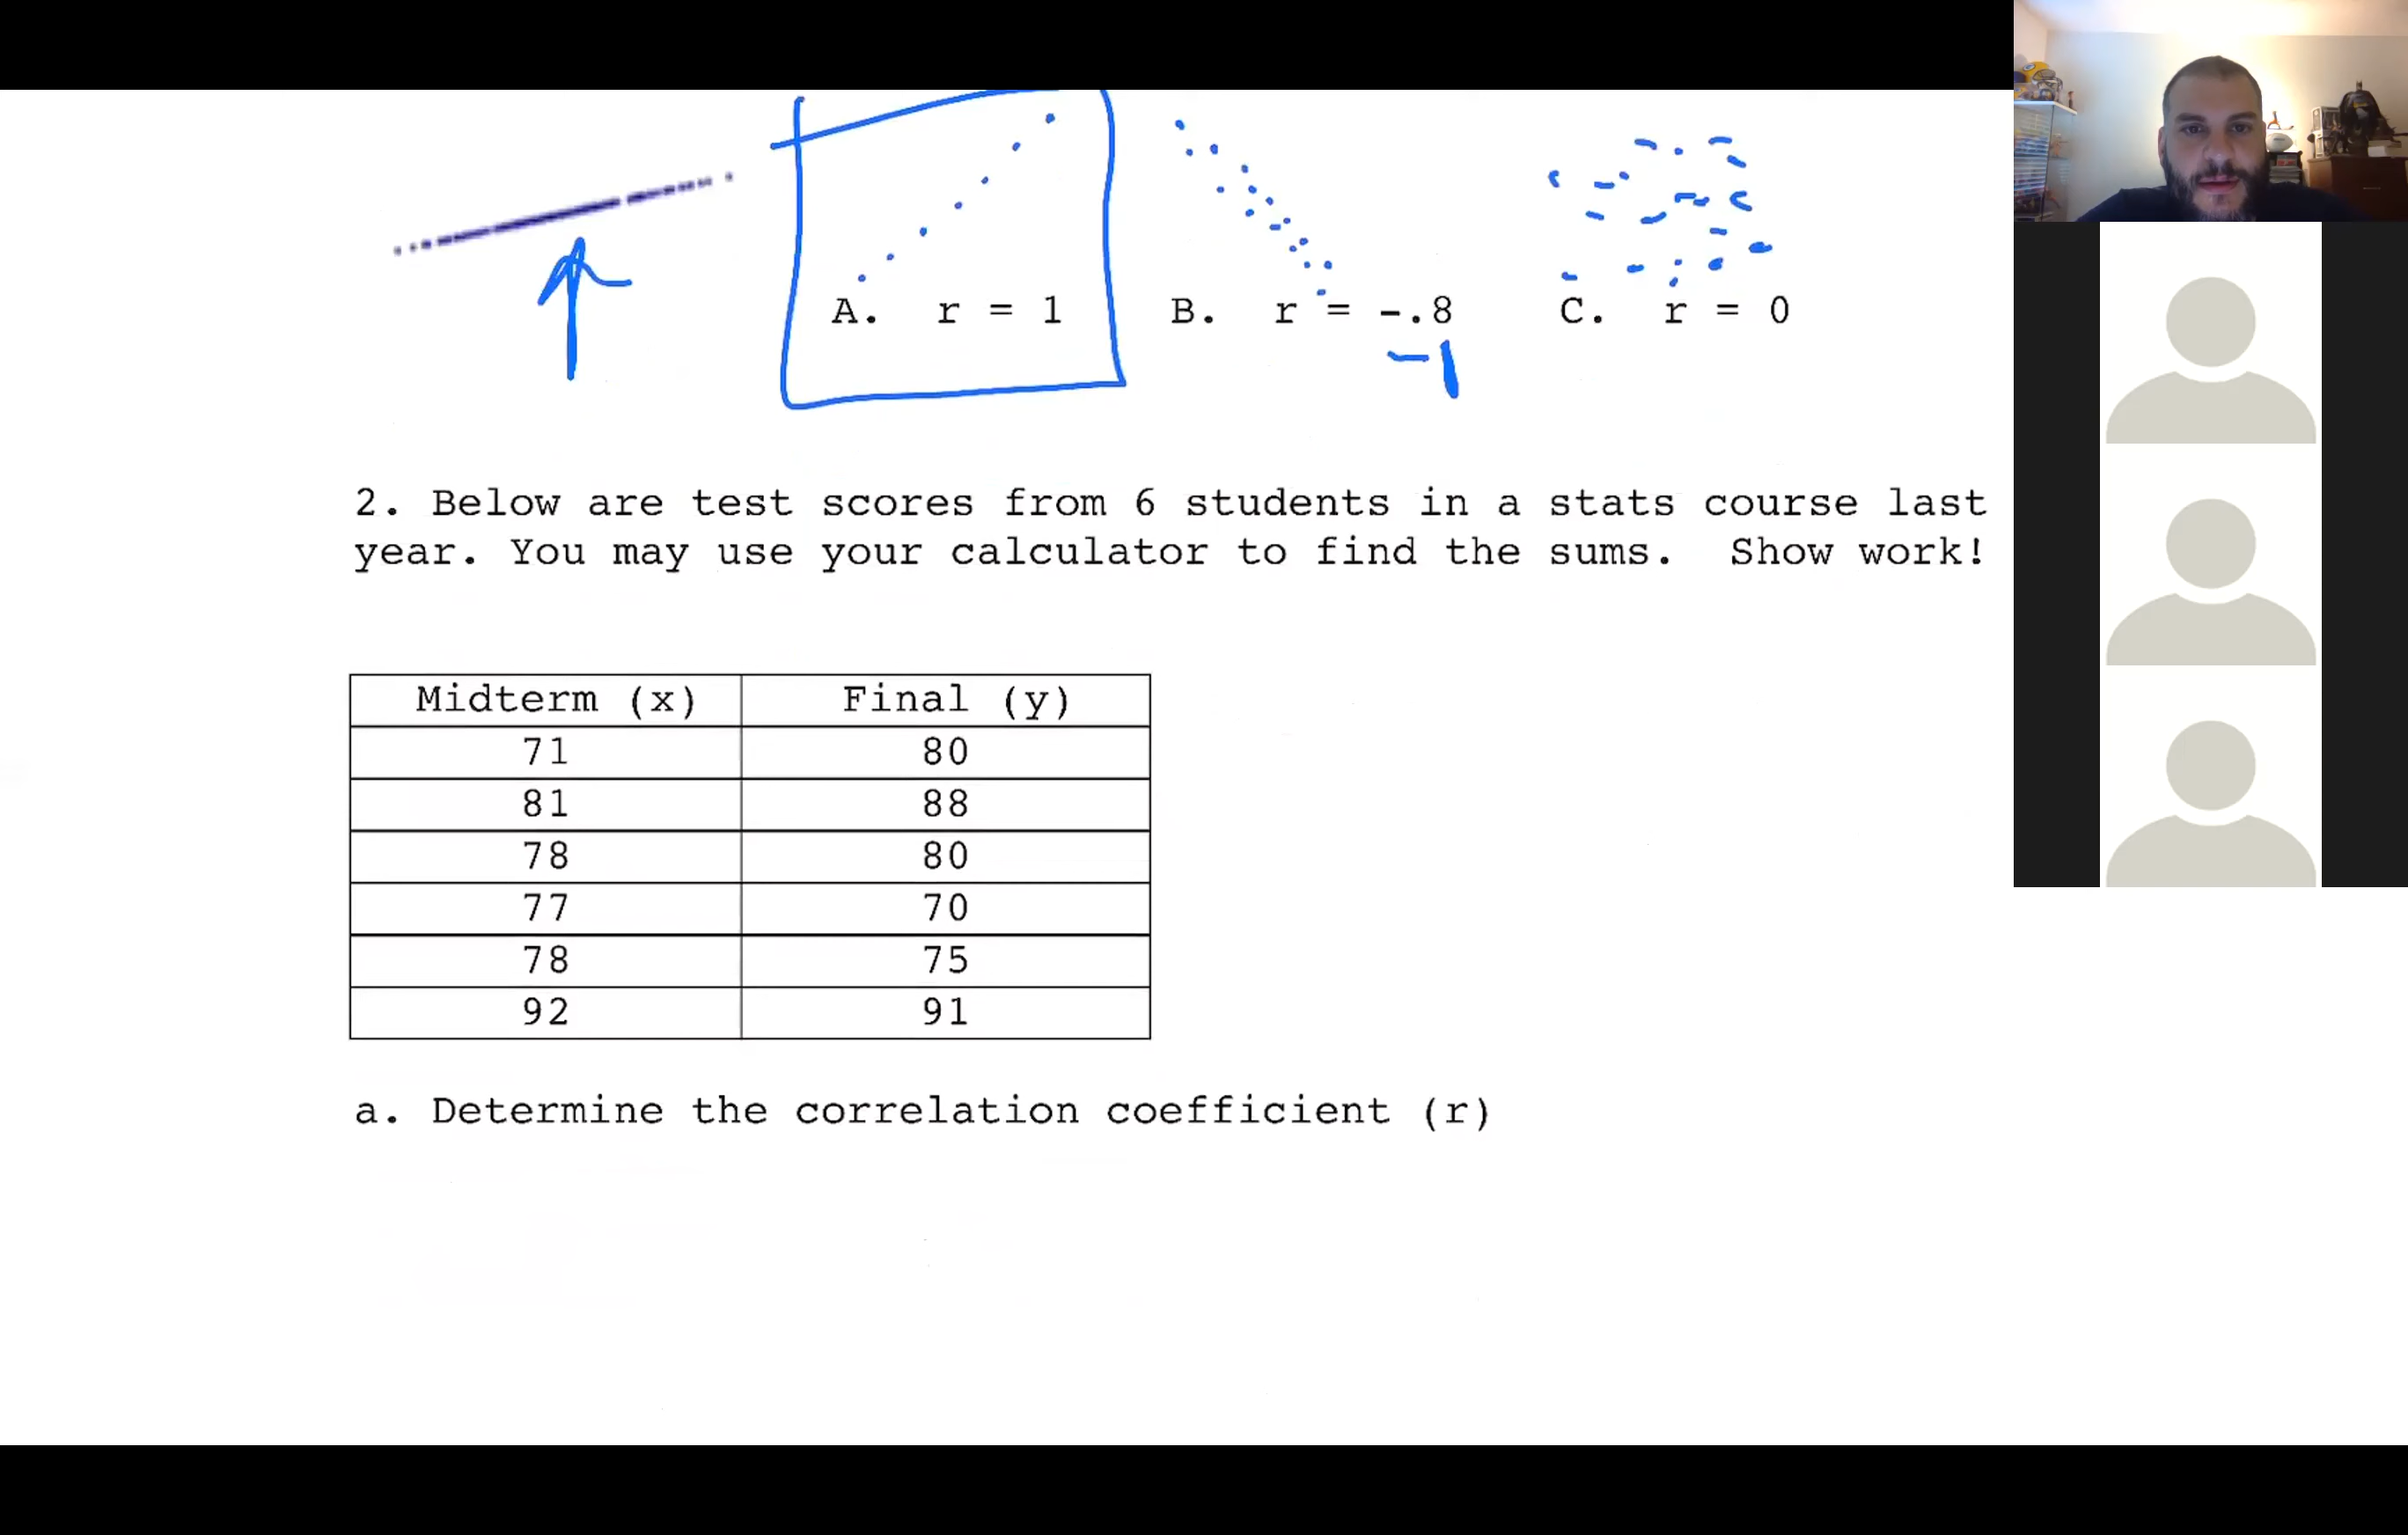 A. r = 1 B. r = -.8 C. r = 0
-1
2. Below are test scores from 6 students in a stats course last
year. You may use your calculator to find the sums. Show work!
Midterm (x) Final (y)
71 80
81 88
78 80
77 70
78 75
92 91
a. Determine the correlation coefficient (r)